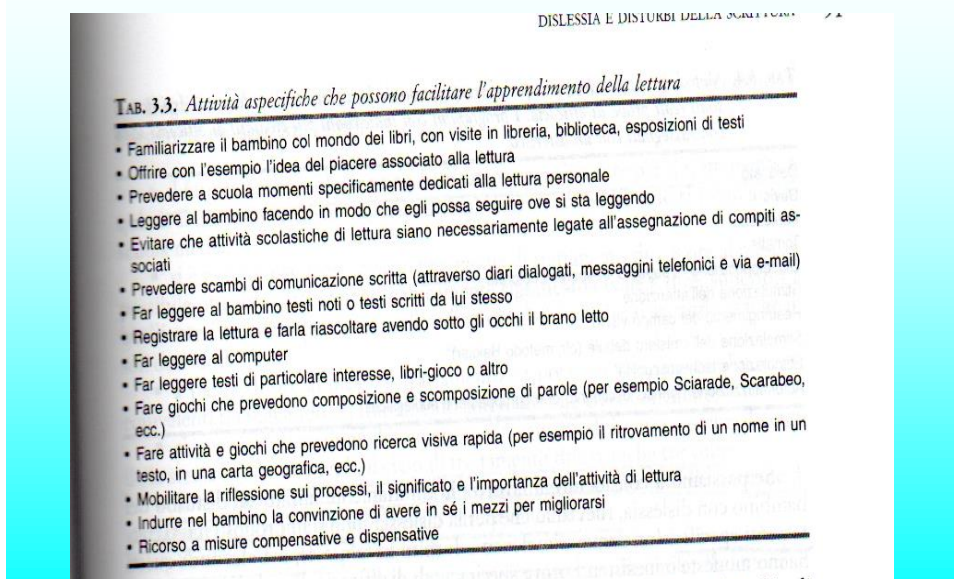 DISLESSIA E DISTURBI DELLA SCRITTURA 91
TAB. 3.3. Attività aspecifiche che possono facilitare l'apprendimento della lettura
• Familiarizzare il bambino col mondo dei libri, con visite in libreria, biblioteca, esposizioni di testi
• Offrire con l'esempio l'idea del piacere associato alla lettura
• Prevedere a scuola momenti specificamente dedicati alla lettura personale
• Leggere al bambino facendo in modo che egli possa seguire ove si sta leggendo
• Evitare che attività scolastiche di lettura siano necessariamente legate all'assegnazione di compiti as-
sociati
• Prevedere scambi di comunicazione scritta (attraverso diari dialogati, messaggini telefonici e via e-mail)
• Far leggere al bambino testi noti o testi scritti da lui stesso
• Registrare la lettura e farla riascoltare avendo sotto gli occhi il brano letto
• Far leggere al computer
• Far leggere testi di particolare interesse, libri-gioco o altro
• Fare giochi che prevedono composizione e scomposizione di parole (per esempio Sciarade, Scarabeo,
ecc.)
• Fare attività e giochi che prevedono ricerca visiva rapida (per esempio il ritrovamento di un nome in un
testo, in una carta geografica, ecc.)
• Mobilitare la riflessione sui processi, il significato e l'importanza dell'attività di lettura
• Indurre nel bambino la convinzione di avere in sé i mezzi per migliorarsi
• Ricorso a misure compensative e dispensative